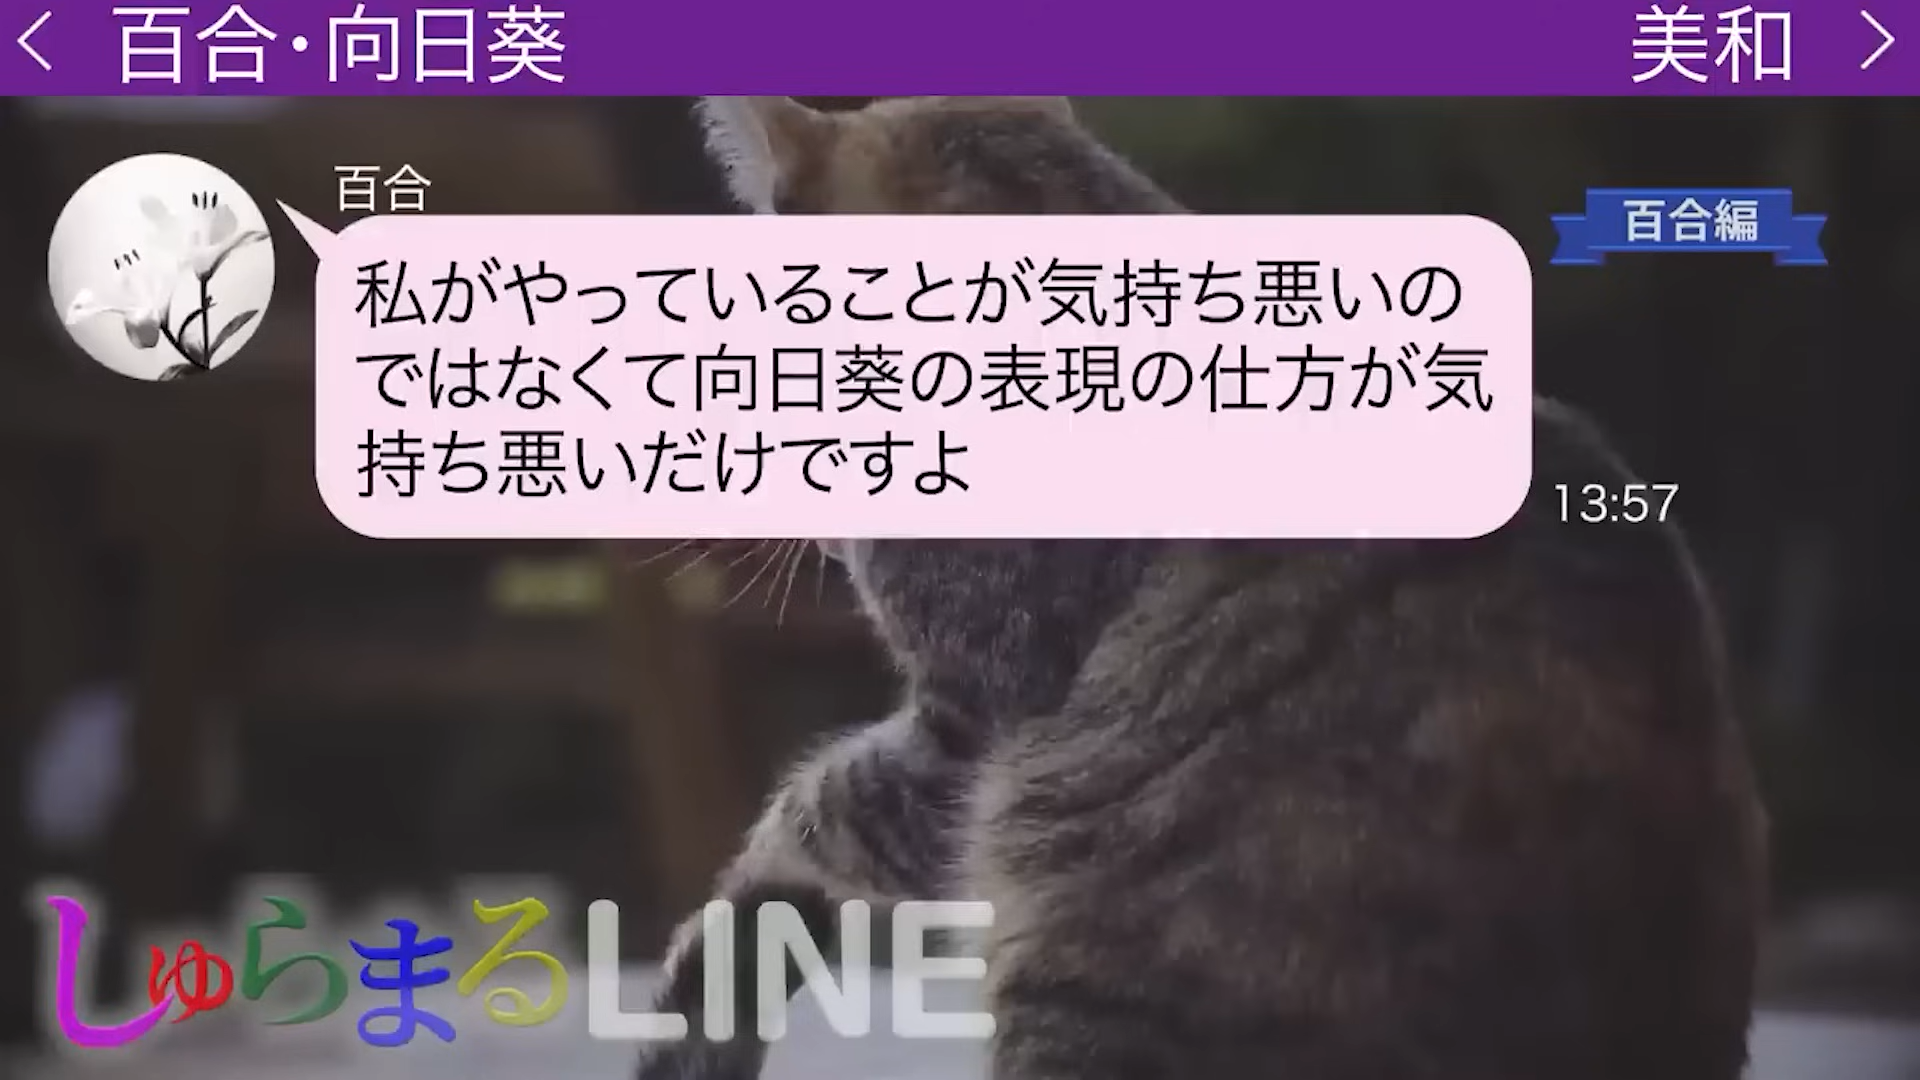 百合・向日葵
美和
百合
百合編
私がやっていることが気持ち悪いの
ではなくて向日葵の表現の仕方が気
持ち悪いだけですよ
13:57
しゅらまるLINE